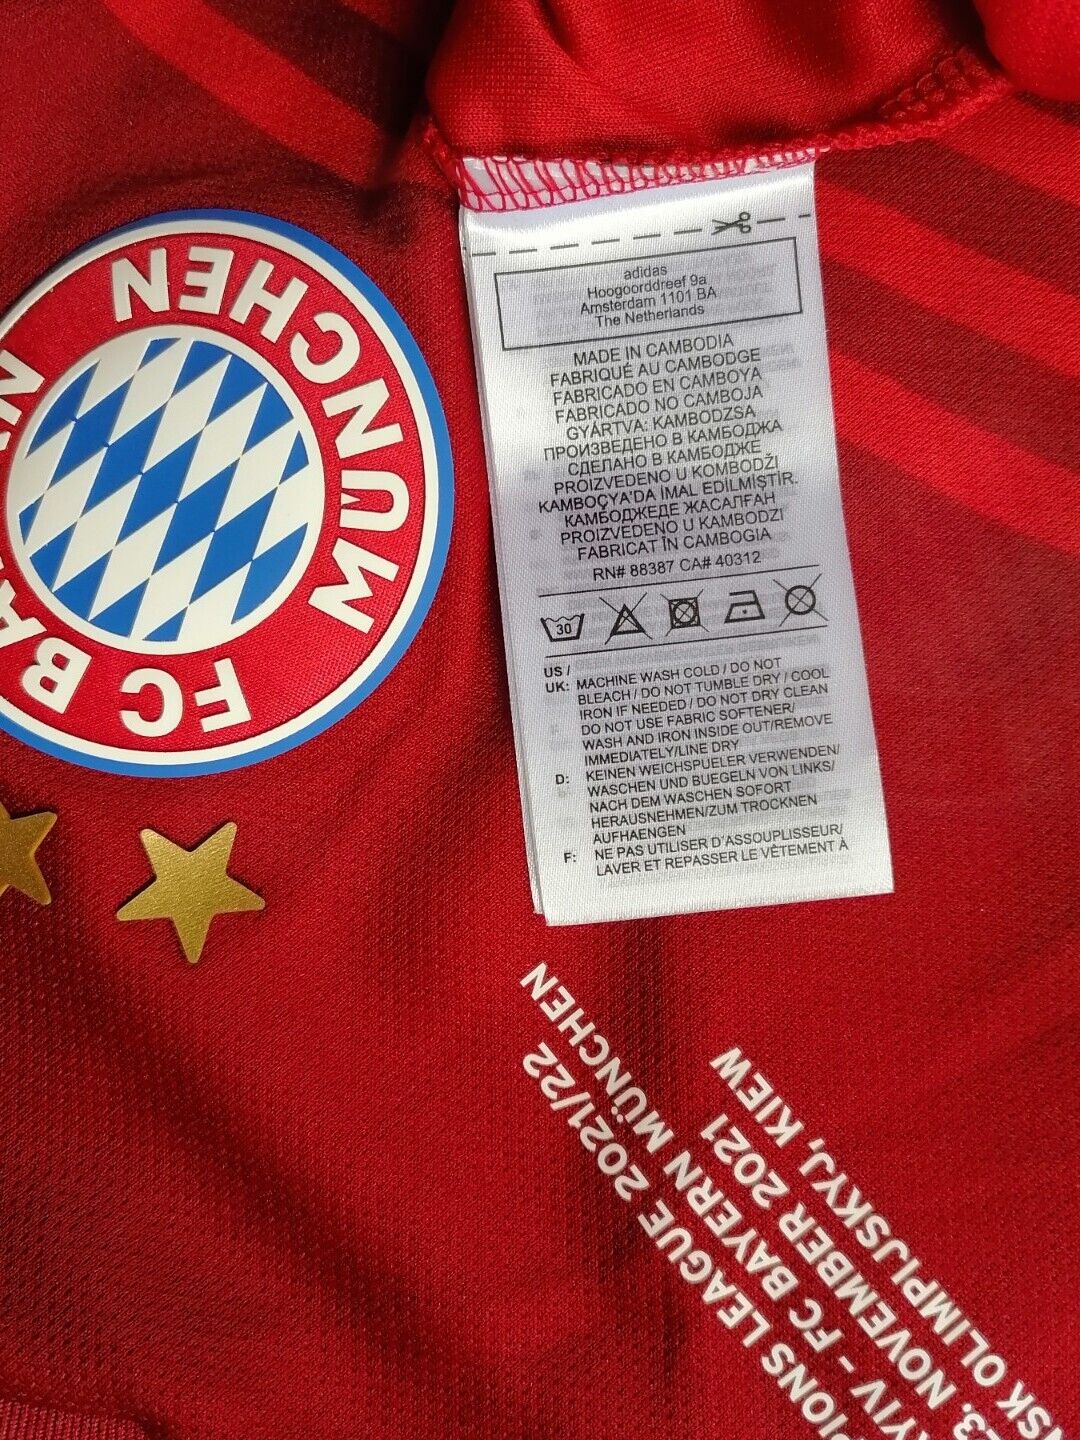 FC BAY
MÜNCHEN
adidas
Hoogoorddreef 9a
Amsterdam 1101 BA
The Netherlands
MADE IN CAMBODIA
FABRIQUÉ AU CAMBODGE
FABRICADO EN CAMBOYA
FABRICADO NO CAMBOJA
GYÁRTVA: KAMBODZSA
ПРОИЗВЕДЕНО В КАМБОДЖА
СДЕЛАНО В КАМБОДЖЕ
PROIZVEDENO U KOMBODŽI
KAMBOÇYA'DA İMAL EDİLMİŞTİR.
КАМБОДЖЕДЕ ЖАСАЛҒАН
PROIZVEDENO U KAMBODZI
FABRICAT ÎN CAMBOGIA
RN# 88387 CA# 40312
30
US /
UK: MACHINE WASH COLD / DO NOT
BLEACH / DO NOT TUMBLE DRY / COOL
IRON IF NEEDED / DO NOT DRY CLEAN
DO NOT USE FABRIC SOFTENER/
WASH AND IRON INSIDE OUT/REMOVE
IMMEDIATELY/LINE DRY
D: KEINEN WEICHSPUELER VERWENDEN/
WASCHEN UND BUEGELN VON LINKS/
NACH DEM WASCHEN SOFORT
HERAUSNEHMEN/ZUM TROCKNEN
AUFHAENGEN
F: NE PAS UTILISER D'ASSOUPLISSEUR/
LAVER ET REPASSER LE VÊTEMENT À
PIONS LEAGUE 2021/22
YIV - FC BAYERN MÜNCHEN
23. NOVEMBER 2021
NSK OLIMPIJSKYJ, KIEW